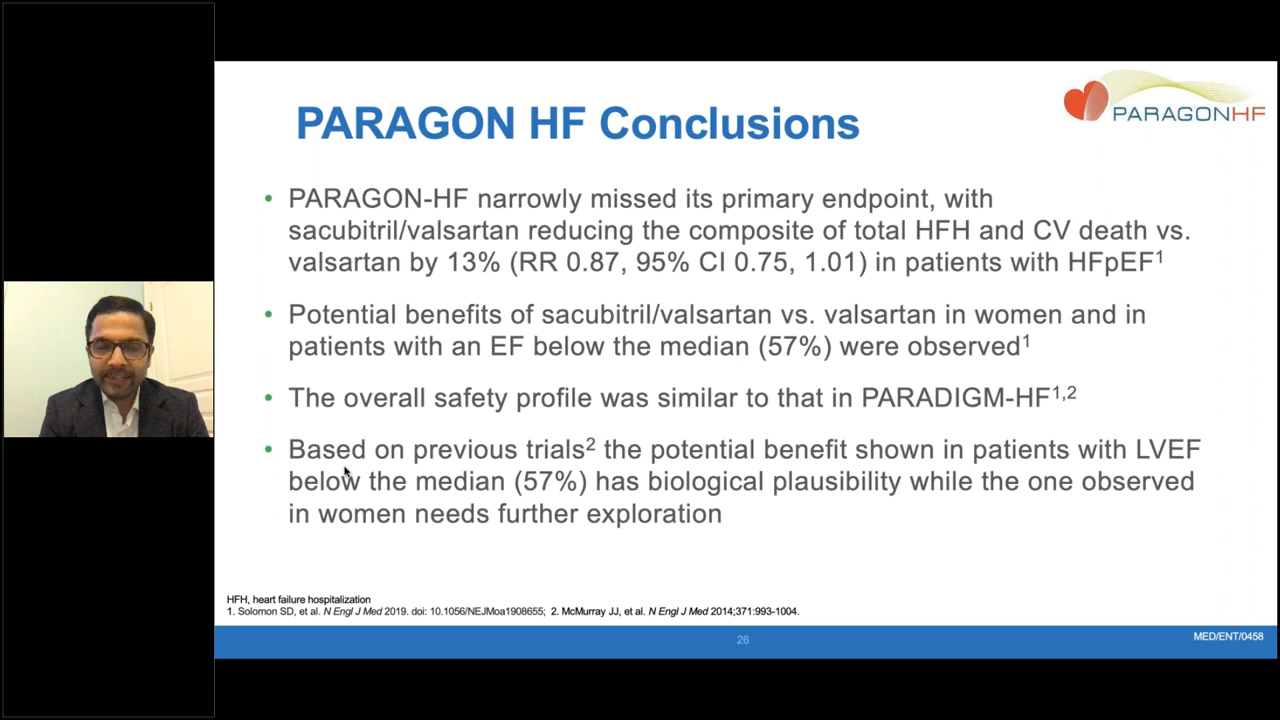 PARAGON HF Conclusions
PARAGONHF
• PARAGON-HF narrowly missed its primary endpoint, with
sacubitril/valsartan reducing the composite of total HFH and CV death vs.
valsartan by 13% (RR 0.87, 95% CI 0.75, 1.01) in patients with HFpEF¹
• Potential benefits of sacubitril/valsartan vs. valsartan in women and in
patients with an EF below the median (57%) were observed¹
• The overall safety profile was similar to that in PARADIGM-HF¹,²
• Based on previous trials² the potential benefit shown in patients with LVEF
below the median (57%) has biological plausibility while the one observed
in women needs further exploration
HFH, heart failure hospitalization
1. Solomon SD, et al. N Engl J Med 2019. doi: 10.1056/NEJMoa1908655; 2. McMurray JJ, et al. N Engl J Med 2014;371:993-1004.
26
MED/ENT/0458